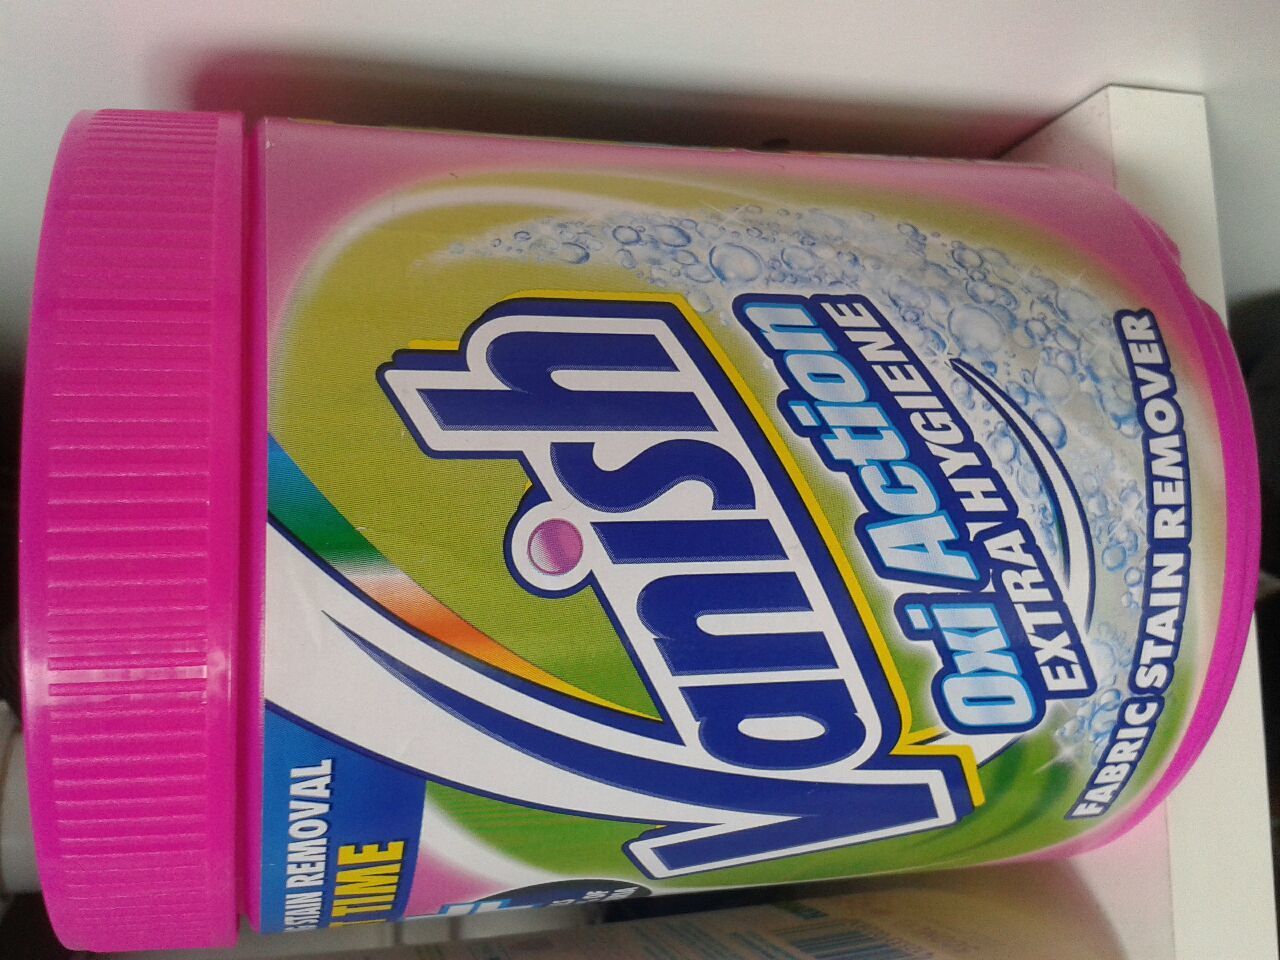 STAIN REMOVAL
TIME
Vanish
Oxi Action
EXTRA HYGIENE
FABRIC STAIN REMOVER